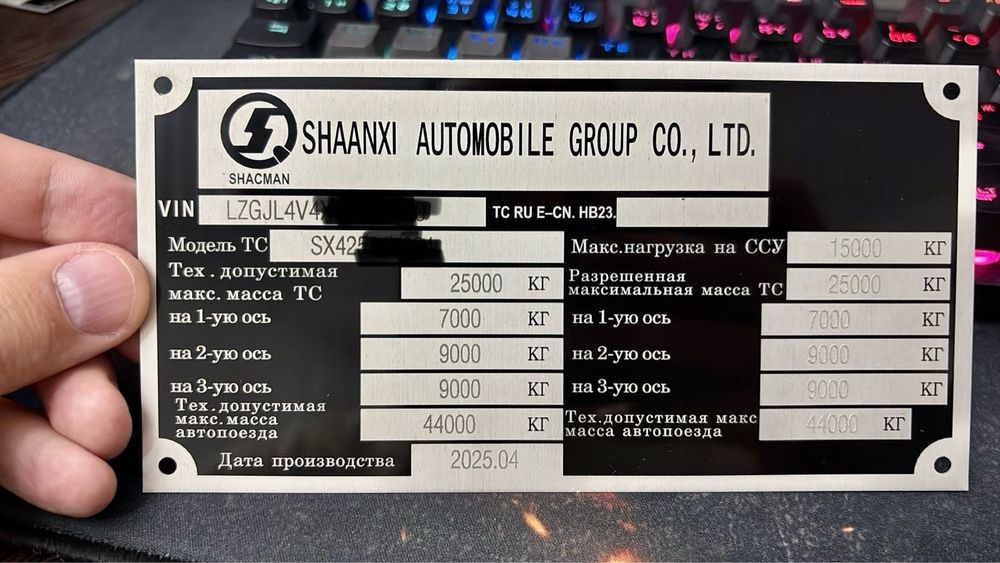 SHAANXI AUTOMOBILE GROUP CO., LTD.
SHACMAN
VIN LZGJL4V4 TC RU E-CN. HB23.
Модель ТС SX42 Макс.нагрузка на ССУ 15000 КГ
Тех. допустимая макс. масса ТС 25000 КГ Разрешенная максимальная масса ТС 25000 КГ
на 1-ую ось 7000 КГ на 1-ую ось 7000 КГ
на 2-ую ось 9000 КГ на 2-ую ось 9000 КГ
на 3-ую ось 9000 КГ на 3-ую ось 9000 КГ
Тех.допустимая макс.масса автопоезда 44000 КГ Тех.допустимая макс масса автопоезда 44000 КГ
Дата производства 2025.04